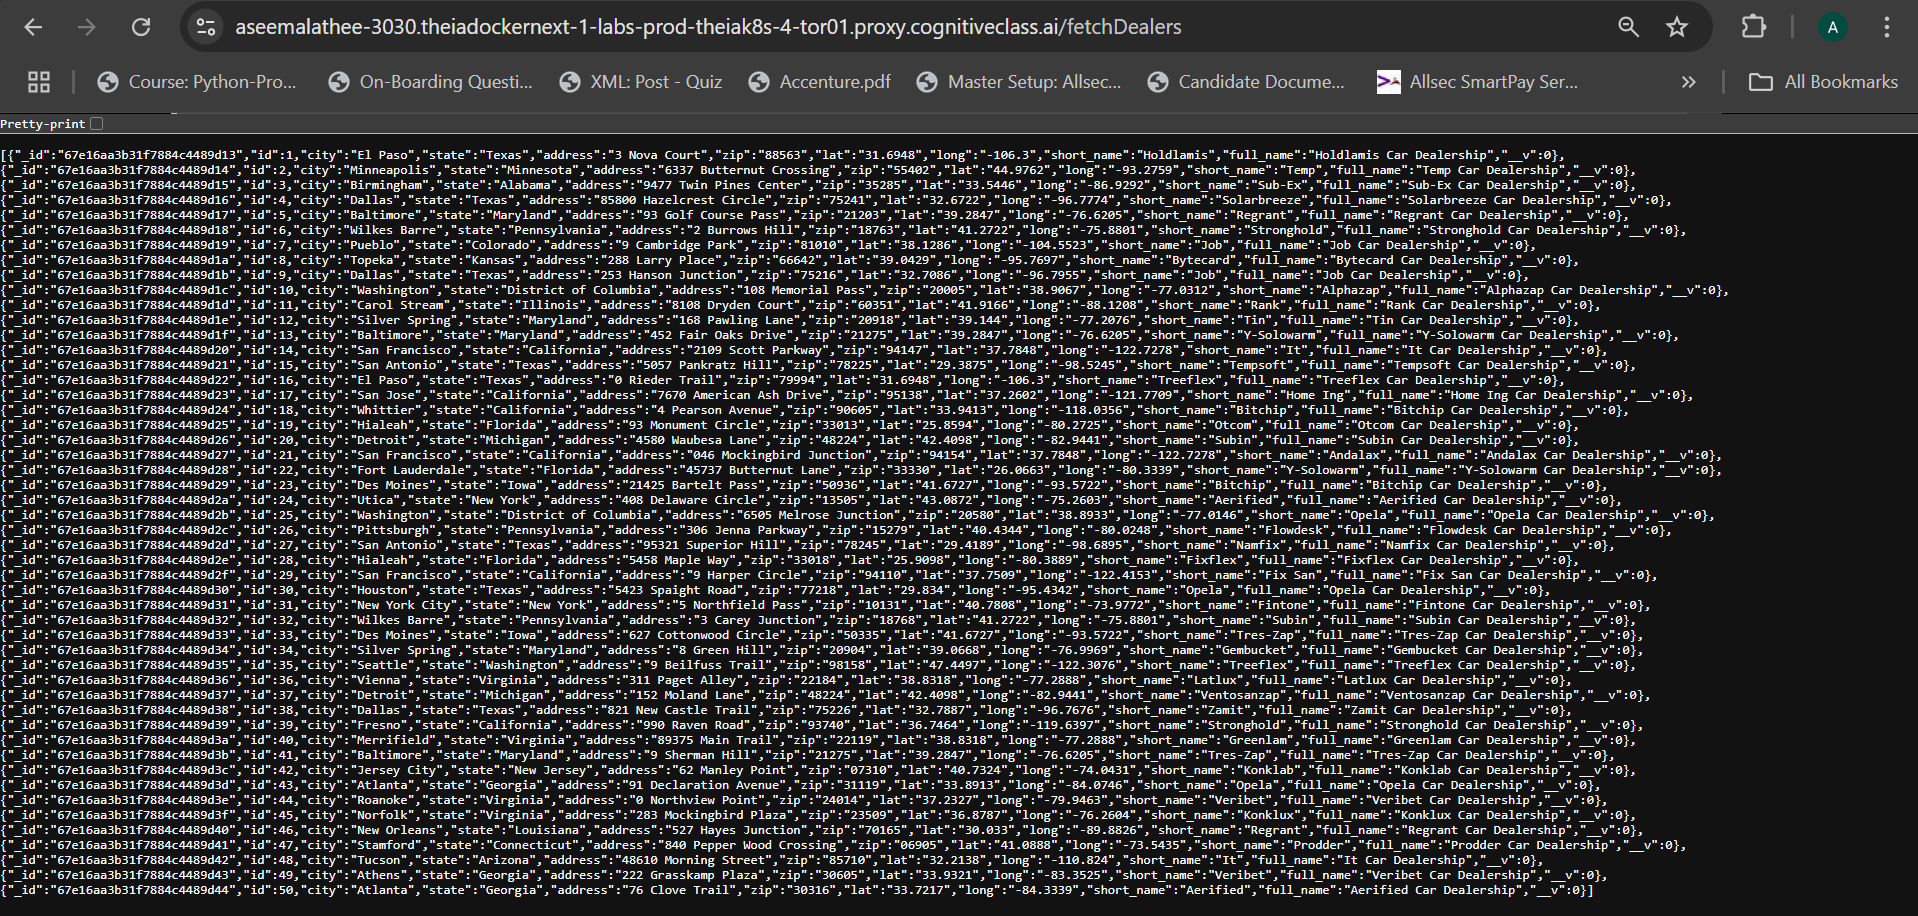 aseemalathee-3030.theiadockernext-1-labs-prod-theiak8s-4-tor01.proxy.cognitiveclass.ai/fetchDealers
A
Course: Python-Pro...
On-Boarding Questi...
XML: Post - Quiz
Accenture.pdf
Master Setup: Allsec...
Candidate Docume...
Allsec SmartPay Ser...
»
All Bookmarks
Pretty-print
[{"_id":"67e16aa3b31f7884c4489d13","id":1,"city":"El Paso","state":"Texas","address":"3 Nova Court","zip":"88563","lat":"31.6948","long":"-106.3","short_name":"Holdlamis","full_name":"Holdlamis Car Dealership","__v":0},
{"_id":"67e16aa3b31f7884c4489d14","id":2,"city":"Minneapolis","state":"Minnesota","address":"6337 Butternut Crossing","zip":"55402","lat":"44.9762","long":"-93.2759","short_name":"Temp","full_name":"Temp Car Dealership","__v":0},
{"_id":"67e16aa3b31f7884c4489d15","id":3,"city":"Birmingham","state":"Alabama","address":"9477 Twin Pines Center","zip":"35285","lat":"33.5446","long":"-86.9292","short_name":"Sub-Ex","full_name":"Sub-Ex Car Dealership","__v":0},
{"_id":"67e16aa3b31f7884c4489d16","id":4,"city":"Dallas","state":"Texas","address":"85800 Hazelcrest Circle","zip":"75241","lat":"32.6722","long":"-96.7774","short_name":"Solarbreeze","full_name":"Solarbreeze Car Dealership","__v":0},
{"_id":"67e16aa3b31f7884c4489d17","id":5,"city":"Baltimore","state":"Maryland","address":"93 Golf Course Pass","zip":"21203","lat":"39.2847","long":"-76.6205","short_name":"Regrant","full_name":"Regrant Car Dealership","__v":0},
{"_id":"67e16aa3b31f7884c4489d18","id":6,"city":"Wilkes Barre","state":"Pennsylvania","address":"2 Burrows Hill","zip":"18763","lat":"41.2722","long":"-75.8801","short_name":"Stronghold","full_name":"Stronghold Car Dealership","__v":0},
{"_id":"67e16aa3b31f7884c4489d19","id":7,"city":"Pueblo","state":"Colorado","address":"9 Cambridge Park","zip":"81010","lat":"38.1286","long":"-104.5523","short_name":"Job","full_name":"Job Car Dealership","__v":0},
{"_id":"67e16aa3b31f7884c4489d1a","id":8,"city":"Topeka","state":"Kansas","address":"288 Larry Place","zip":"66642","lat":"39.0429","long":"-95.7697","short_name":"Bytecard","full_name":"Bytecard Car Dealership","__v":0},
{"_id":"67e16aa3b31f7884c4489d1b","id":9,"city":"Dallas","state":"Texas","address":"253 Hanson Junction","zip":"75216","lat":"32.7086","long":"-96.7955","short_name":"Job","full_name":"Job Car Dealership","__v":0},
{"_id":"67e16aa3b31f7884c4489d1c","id":10,"city":"Washington","state":"District of Columbia","address":"108 Memorial Pass","zip":"20005","lat":"38.9067","long":"-77.0312","short_name":"Alphazap","full_name":"Alphazap Car Dealership","__v":0},
{"_id":"67e16aa3b31f7884c4489d1d","id":11,"city":"Carol Stream","state":"Illinois","address":"8108 Dryden Court","zip":"60351","lat":"41.9166","long":"-88.1208","short_name":"Rank","full_name":"Rank Car Dealership","__v":0},
{"_id":"67e16aa3b31f7884c4489d1e","id":12,"city":"Silver Spring","state":"Maryland","address":"168 Pawling Lane","zip":"20918","lat":"39.144","long":"-77.2076","short_name":"Tin","full_name":"Tin Car Dealership","__v":0},
{"_id":"67e16aa3b31f7884c4489d1f","id":13,"city":"Baltimore","state":"Maryland","address":"452 Fair Oaks Drive","zip":"21275","lat":"39.2847","long":"-76.6205","short_name":"Y-Solowarm","full_name":"Y-Solowarm Car Dealership","__v":0},
{"_id":"67e16aa3b31f7884c4489d20","id":14,"city":"San Francisco","state":"California","address":"2109 Scott Parkway","zip":"94147","lat":"37.7848","long":"-122.7278","short_name":"It","full_name":"It Car Dealership","__v":0},
{"_id":"67e16aa3b31f7884c4489d21","id":15,"city":"San Antonio","state":"Texas","address":"5057 Pankratz Hill","zip":"78225","lat":"29.3875","long":"-98.5245","short_name":"Tempsoft","full_name":"Tempsoft Car Dealership","__v":0},
{"_id":"67e16aa3b31f7884c4489d22","id":16,"city":"El Paso","state":"Texas","address":"0 Rieder Trail","zip":"79994","lat":"31.6948","long":"-106.3","short_name":"Treeflex","full_name":"Treeflex Car Dealership","__v":0},
{"_id":"67e16aa3b31f7884c4489d23","id":17,"city":"San Jose","state":"California","address":"7670 American Ash Drive","zip":"95138","lat":"37.2602","long":"-121.7709","short_name":"Home Ing","full_name":"Home Ing Car Dealership","__v":0},
{"_id":"67e16aa3b31f7884c4489d24","id":18,"city":"Whittier","state":"California","address":"4 Pearson Avenue","zip":"90605","lat":"33.9413","long":"-118.0356","short_name":"Bitchip","full_name":"Bitchip Car Dealership","__v":0},
{"_id":"67e16aa3b31f7884c4489d25","id":19,"city":"Hialeah","state":"Florida","address":"93 Monument Circle","zip":"33013","lat":"25.8594","long":"-80.2725","short_name":"Otcom","full_name":"Otcom Car Dealership","__v":0},
{"_id":"67e16aa3b31f7884c4489d26","id":20,"city":"Detroit","state":"Michigan","address":"4580 Waubesa Lane","zip":"48224","lat":"42.4098","long":"-82.9441","short_name":"Subin","full_name":"Subin Car Dealership","__v":0},
{"_id":"67e16aa3b31f7884c4489d27","id":21,"city":"San Francisco","state":"California","address":"046 Mockingbird Junction","zip":"94154","lat":"37.7848","long":"-122.7278","short_name":"Andalax","full_name":"Andalax Car Dealership","__v":0},
{"_id":"67e16aa3b31f7884c4489d28","id":22,"city":"Fort Lauderdale","state":"Florida","address":"45737 Butternut Lane","zip":"33330","lat":"26.0663","long":"-80.3339","short_name":"Y-Solowarm","full_name":"Y-Solowarm Car Dealership","__v":0},
{"_id":"67e16aa3b31f7884c4489d29","id":23,"city":"Des Moines","state":"Iowa","address":"21425 Bartelt Pass","zip":"50936","lat":"41.6727","long":"-93.5722","short_name":"Bitchip","full_name":"Bitchip Car Dealership","__v":0},
{"_id":"67e16aa3b31f7884c4489d2a","id":24,"city":"Utica","state":"New York","address":"408 Delaware Circle","zip":"13505","lat":"43.0872","long":"-75.2603","short_name":"Aerified","full_name":"Aerified Car Dealership","__v":0},
{"_id":"67e16aa3b31f7884c4489d2b","id":25,"city":"Washington","state":"District of Columbia","address":"6505 Melrose Junction","zip":"20580","lat":"38.8933","long":"-77.0146","short_name":"Opela","full_name":"Opela Car Dealership","__v":0},
{"_id":"67e16aa3b31f7884c4489d2c","id":26,"city":"Pittsburgh","state":"Pennsylvania","address":"306 Jenna Parkway","zip":"15279","lat":"40.4344","long":"-80.0248","short_name":"Flowdesk","full_name":"Flowdesk Car Dealership","__v":0},
{"_id":"67e16aa3b31f7884c4489d2d","id":27,"city":"San Antonio","state":"Texas","address":"95321 Superior Hill","zip":"78245","lat":"29.4189","long":"-98.6895","short_name":"Namfix","full_name":"Namfix Car Dealership","__v":0},
{"_id":"67e16aa3b31f7884c4489d2e","id":28,"city":"Hialeah","state":"Florida","address":"5458 Maple Way","zip":"33018","lat":"25.9098","long":"-80.3889","short_name":"Fixflex","full_name":"Fixflex Car Dealership","__v":0},
{"_id":"67e16aa3b31f7884c4489d2f","id":29,"city":"San Francisco","state":"California","address":"9 Harper Circle","zip":"94110","lat":"37.7509","long":"-122.4153","short_name":"Fix San","full_name":"Fix San Car Dealership","__v":0},
{"_id":"67e16aa3b31f7884c4489d30","id":30,"city":"Houston","state":"Texas","address":"5423 Spaight Road","zip":"77218","lat":"29.834","long":"-95.4342","short_name":"Opela","full_name":"Opela Car Dealership","__v":0},
{"_id":"67e16aa3b31f7884c4489d31","id":31,"city":"New York City","state":"New York","address":"5 Northfield Pass","zip":"10131","lat":"40.7808","long":"-73.9772","short_name":"Fintone","full_name":"Fintone Car Dealership","__v":0},
{"_id":"67e16aa3b31f7884c4489d32","id":32,"city":"Wilkes Barre","state":"Pennsylvania","address":"3 Carey Junction","zip":"18768","lat":"41.2722","long":"-75.8801","short_name":"Subin","full_name":"Subin Car Dealership","__v":0},
{"_id":"67e16aa3b31f7884c4489d33","id":33,"city":"Des Moines","state":"Iowa","address":"627 Cottonwood Circle","zip":"50335","lat":"41.6727","long":"-93.5722","short_name":"Tres-Zap","full_name":"Tres-Zap Car Dealership","__v":0},
{"_id":"67e16aa3b31f7884c4489d34","id":34,"city":"Silver Spring","state":"Maryland","address":"8 Green Hill","zip":"20904","lat":"39.0668","long":"-76.9969","short_name":"Gembucket","full_name":"Gembucket Car Dealership","__v":0},
{"_id":"67e16aa3b31f7884c4489d35","id":35,"city":"Seattle","state":"Washington","address":"9 Beilfuss Trail","zip":"98158","lat":"47.4497","long":"-122.3076","short_name":"Treeflex","full_name":"Treeflex Car Dealership","__v":0},
{"_id":"67e16aa3b31f7884c4489d36","id":36,"city":"Vienna","state":"Virginia","address":"311 Paget Alley","zip":"22184","lat":"38.8318","long":"-77.2888","short_name":"Latlux","full_name":"Latlux Car Dealership","__v":0},
{"_id":"67e16aa3b31f7884c4489d37","id":37,"city":"Detroit","state":"Michigan","address":"152 Moland Lane","zip":"48224","lat":"42.4098","long":"-82.9441","short_name":"Ventosanzap","full_name":"Ventosanzap Car Dealership","__v":0},
{"_id":"67e16aa3b31f7884c4489d38","id":38,"city":"Dallas","state":"Texas","address":"821 New Castle Trail","zip":"75226","lat":"32.7887","long":"-96.7676","short_name":"Zamit","full_name":"Zamit Car Dealership","__v":0},
{"_id":"67e16aa3b31f7884c4489d39","id":39,"city":"Fresno","state":"California","address":"990 Raven Road","zip":"93740","lat":"36.7464","long":"-119.6397","short_name":"Stronghold","full_name":"Stronghold Car Dealership","__v":0},
{"_id":"67e16aa3b31f7884c4489d3a","id":40,"city":"Merrifield","state":"Virginia","address":"89375 Main Trail","zip":"22119","lat":"38.8318","long":"-77.2888","short_name":"Greenlam","full_name":"Greenlam Car Dealership","__v":0},
{"_id":"67e16aa3b31f7884c4489d3b","id":41,"city":"Baltimore","state":"Maryland","address":"9 Sherman Hill","zip":"21275","lat":"39.2847","long":"-76.6205","short_name":"Tres-Zap","full_name":"Tres-Zap Car Dealership","__v":0},
{"_id":"67e16aa3b31f7884c4489d3c","id":42,"city":"Jersey City","state":"New Jersey","address":"62 Manley Point","zip":"07310","lat":"40.7324","long":"-74.0431","short_name":"Konklab","full_name":"Konklab Car Dealership","__v":0},
{"_id":"67e16aa3b31f7884c4489d3d","id":43,"city":"Atlanta","state":"Georgia","address":"91 Declaration Avenue","zip":"31119","lat":"33.8913","long":"-84.0746","short_name":"Opela","full_name":"Opela Car Dealership","__v":0},
{"_id":"67e16aa3b31f7884c4489d3e","id":44,"city":"Roanoke","state":"Virginia","address":"0 Northview Point","zip":"24014","lat":"37.2327","long":"-79.9463","short_name":"Veribet","full_name":"Veribet Car Dealership","__v":0},
{"_id":"67e16aa3b31f7884c4489d3f","id":45,"city":"Norfolk","state":"Virginia","address":"283 Mockingbird Plaza","zip":"23509","lat":"36.8787","long":"-76.2604","short_name":"Konklux","full_name":"Konklux Car Dealership","__v":0},
{"_id":"67e16aa3b31f7884c4489d40","id":46,"city":"New Orleans","state":"Louisiana","address":"527 Hayes Junction","zip":"70165","lat":"30.033","long":"-89.8826","short_name":"Regrant","full_name":"Regrant Car Dealership","__v":0},
{"_id":"67e16aa3b31f7884c4489d41","id":47,"city":"Stamford","state":"Connecticut","address":"840 Pepper Wood Crossing","zip":"06905","lat":"41.0888","long":"-73.5435","short_name":"Prodder","full_name":"Prodder Car Dealership","__v":0},
{"_id":"67e16aa3b31f7884c4489d42","id":48,"city":"Tucson","state":"Arizona","address":"48610 Morning Street","zip":"85710","lat":"32.2138","long":"-110.824","short_name":"It","full_name":"It Car Dealership","__v":0},
{"_id":"67e16aa3b31f7884c4489d43","id":49,"city":"Athens","state":"Georgia","address":"222 Grasskamp Plaza","zip":"30605","lat":"33.9321","long":"-83.3525","short_name":"Veribet","full_name":"Veribet Car Dealership","__v":0},
{"_id":"67e16aa3b31f7884c4489d44","id":50,"city":"Atlanta","state":"Georgia","address":"76 Clove Trail","zip":"30316","lat":"33.7217","long":"-84.3339","short_name":"Aerified","full_name":"Aerified Car Dealership","__v":0}]